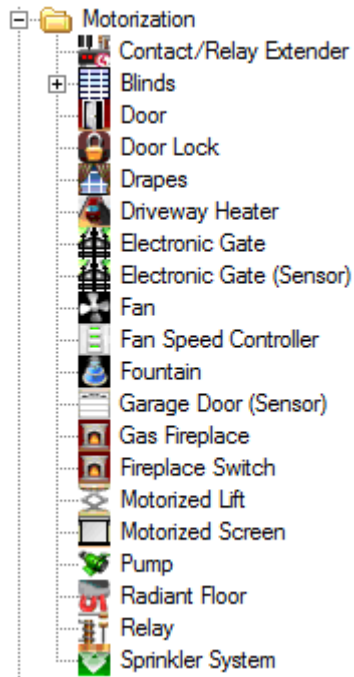 Motorization
Contact/Relay Extender
Blinds
Door
Door Lock
Drapes
Driveway Heater
Electronic Gate
Electronic Gate (Sensor)
Fan
Fan Speed Controller
Fountain
Garage Door (Sensor)
Gas Fireplace
Fireplace Switch
Motorized Lift
Motorized Screen
Pump
Radiant Floor
Relay
Sprinkler System